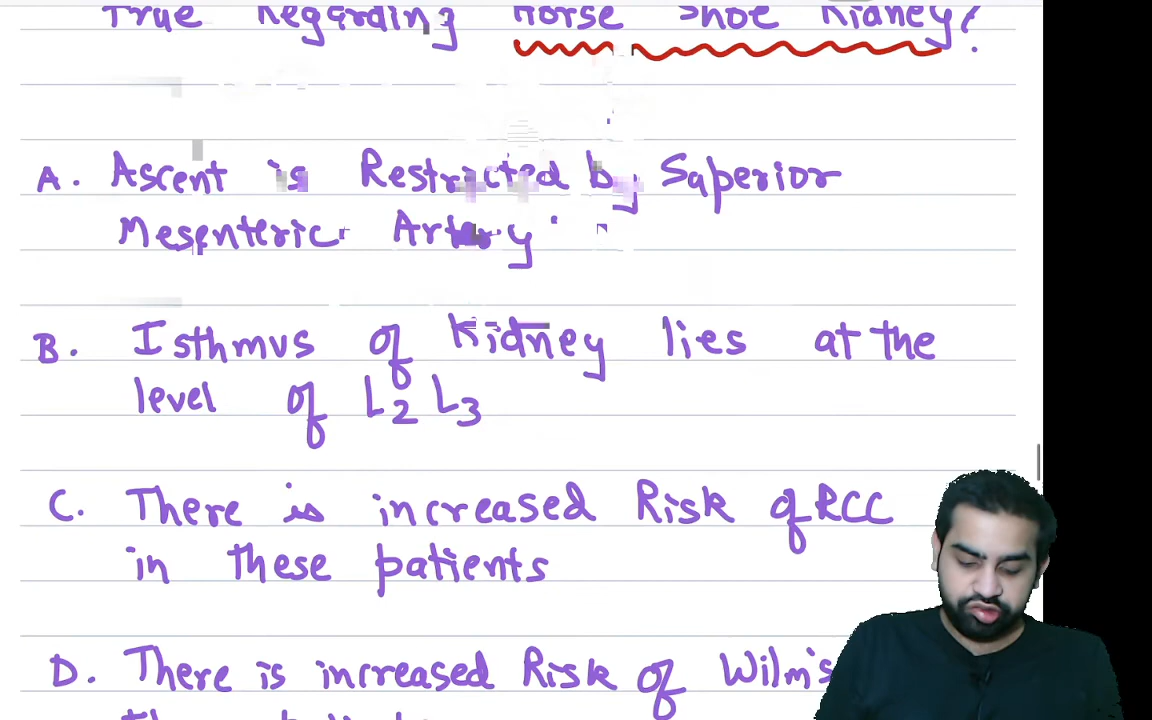 True Regarding Horse Shoe Kidney?
A. Ascent is Restricted by Superior
Mesenteric Artery
B. Isthmus of Kidney lies at the
level of L2 L3
C. There is increased Risk of RCC
in these patients
D. There is increased Risk of Wilm's